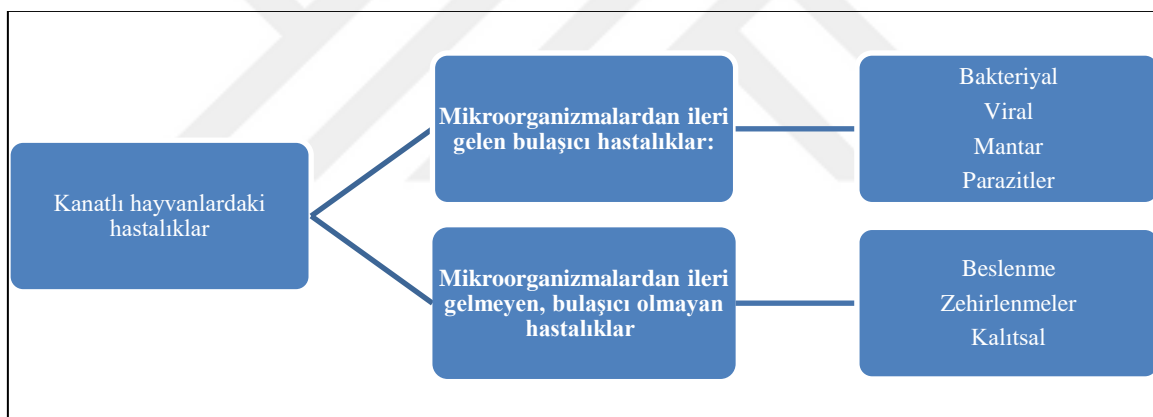 Kanatlı hayvanlardaki
hastalıklar
Mikroorganizmalardan ileri
gelen bulaşıcı hastalıklar:
Bakteriyal
Viral
Mantar
Parazitler
Mikroorganizmalardan ileri
gelmeyen, bulaşıcı olmayan
hastalıklar
Beslenme
Zehirlenmeler
Kalıtsal